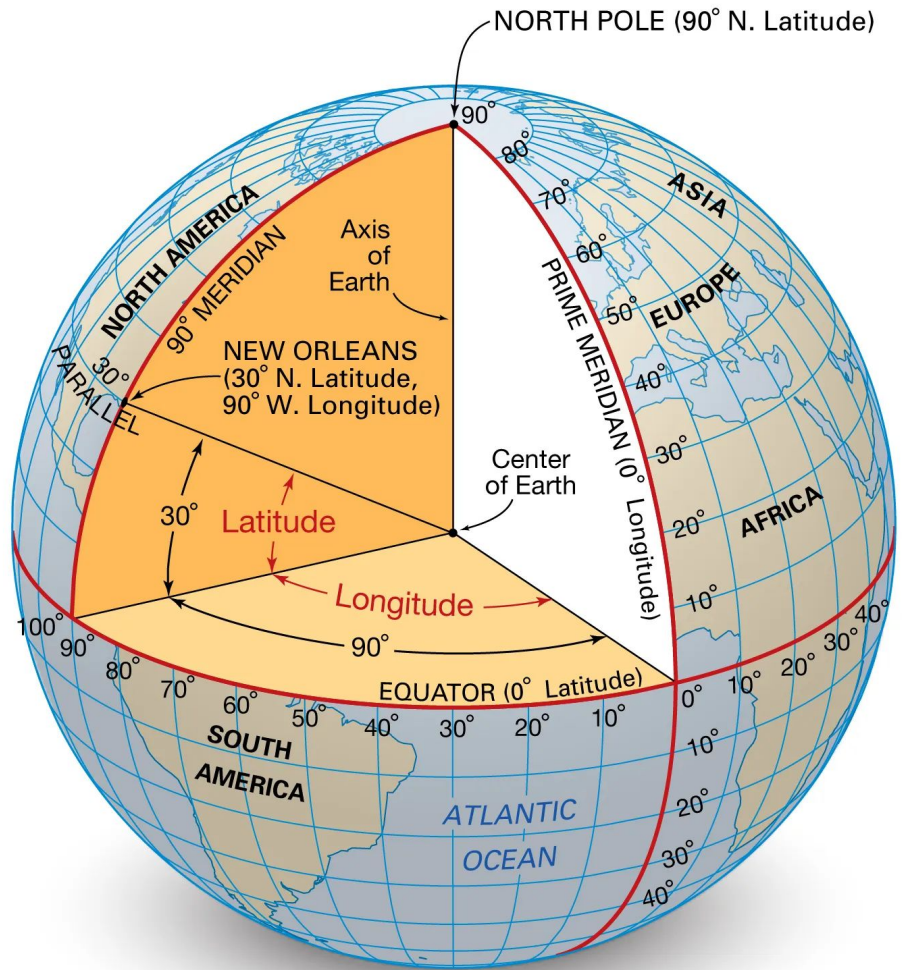 NORTH POLE (90° N. Latitude)
90°
80°
70°
60°
50°
40°
30°
20°
10°
ASIA
EUROPE
AFRICA
NORTH AMERICA
90° MERIDIAN
Axis
of
Earth
PRIME MERIDIAN (0° Longitude)
30°
PARALLEL
NEW ORLEANS
(30° N. Latitude,
90° W. Longitude)
Center
of Earth
30°
Latitude
Longitude
90°
EQUATOR (0° Latitude)
100°
90°
80°
70°
60°
50°
40°
30°
20°
10°
0°
10°
20°
30°
40°
10°
20°
30°
40°
SOUTH
AMERICA
ATLANTIC
OCEAN